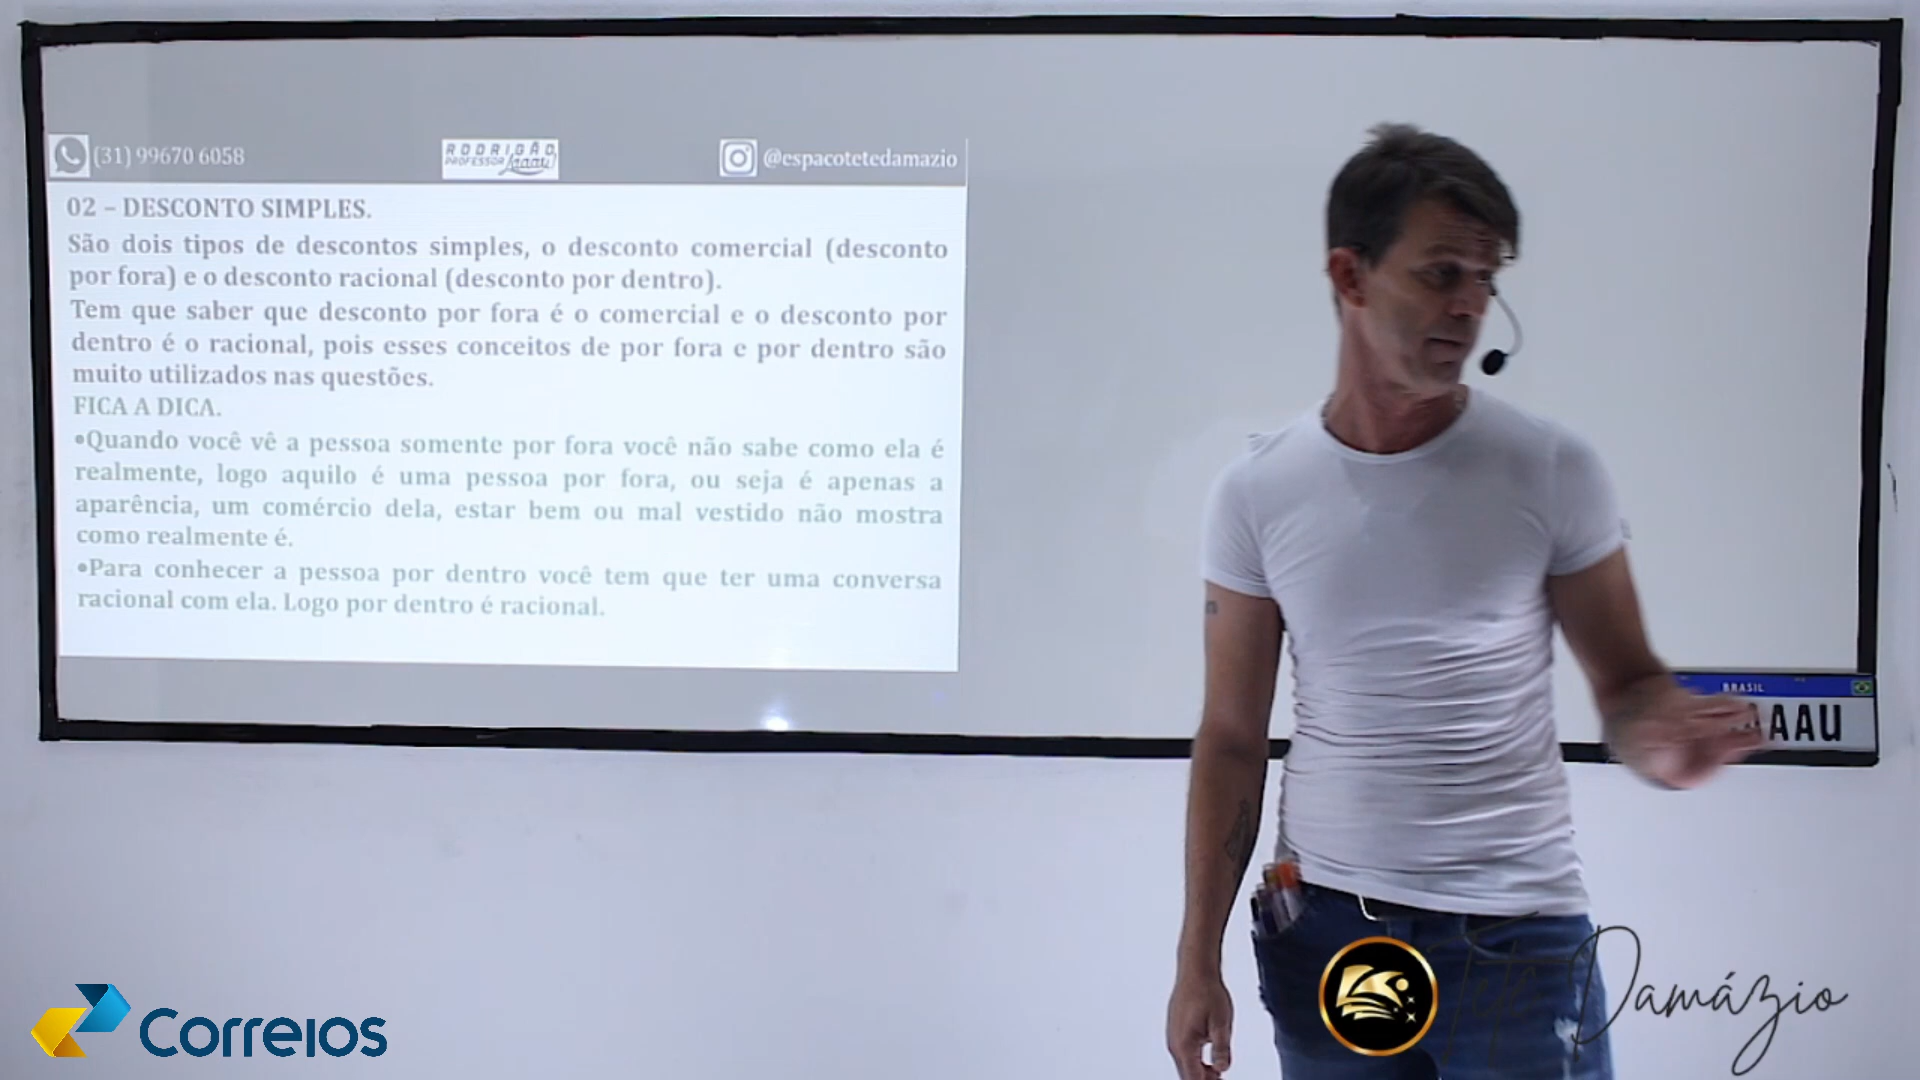 (31) 99670 6058
RODRIGÃO
PROFESSOR Laaau!
@espacotetedamazio
02 – DESCONTO SIMPLES.
São dois tipos de descontos simples, o desconto comercial (desconto
por fora) e o desconto racional (desconto por dentro).
Tem que saber que desconto por fora é o comercial e o desconto por
dentro é o racional, pois esses conceitos de por fora e por dentro são
muito utilizados nas questões.
FICA A DICA.
•Quando você vê a pessoa somente por fora você não sabe como ela é
realmente, logo aquilo é uma pessoa por fora, ou seja é apenas a
aparência, um comércio dela, estar bem ou mal vestido não mostra
como realmente é.
•Para conhecer a pessoa por dentro você tem que ter uma conversa
racional com ela. Logo por dentro é racional.
BRASIL
AAAU
Correios
Tetê Damázio